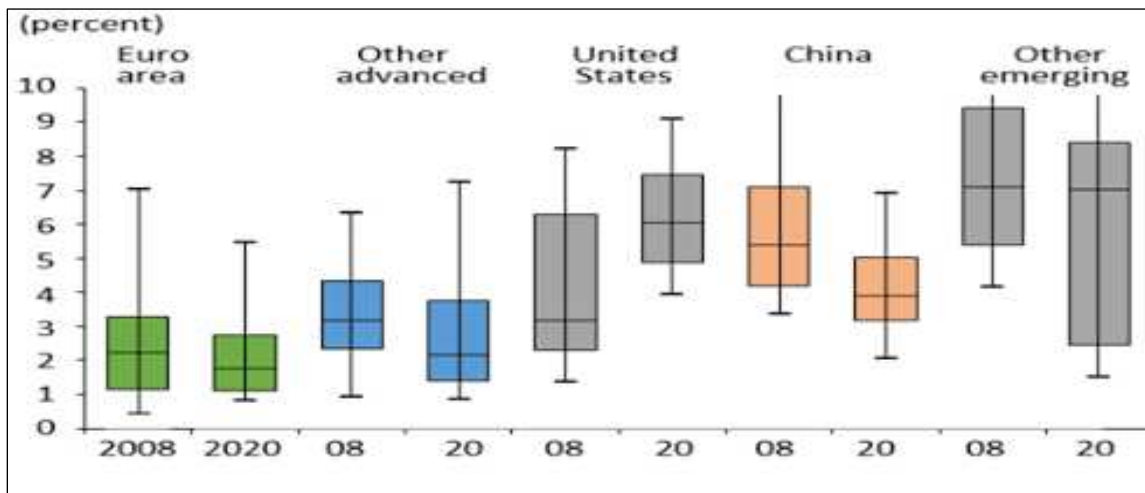 (percent)
Euro area
Other advanced
United States
China
Other emerging
10
9
8
7
6
5
4
3
2
1
0
2008 2020 08 20 08 20 08 20 08 20